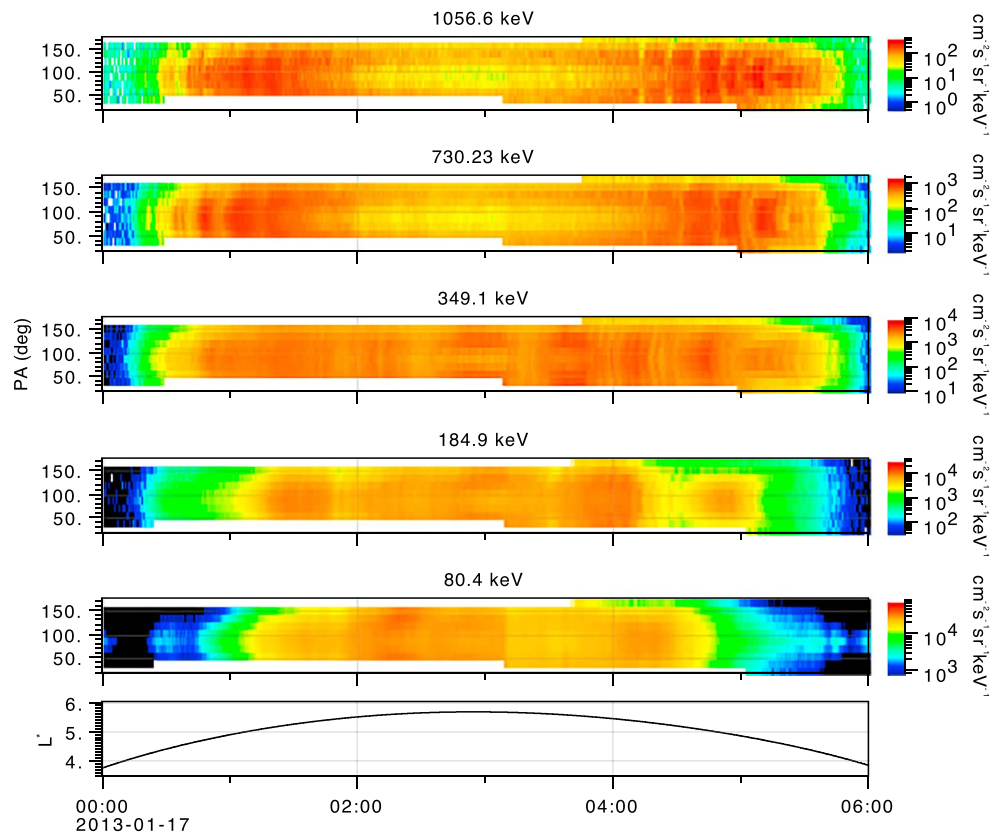 1056.6 keV
150.
100.
50.
10² 10¹ 10⁰
cm⁻²s⁻¹sr⁻¹keV⁻¹
730.23 keV
150.
100.
50.
10³ 10² 10¹
cm⁻²s⁻¹sr⁻¹keV⁻¹
349.1 keV
150.
100.
50.
PA (deg)
10⁴ 10³ 10² 10¹
cm⁻²s⁻¹sr⁻¹keV⁻¹
184.9 keV
150.
100.
50.
10⁴ 10³ 10²
cm⁻²s⁻¹sr⁻¹keV⁻¹
80.4 keV
150.
100.
50.
10⁴ 10³
cm⁻²s⁻¹sr⁻¹keV⁻¹
6.
5.
4.
L*
00:00 02:00 04:00 06:00
2013-01-17